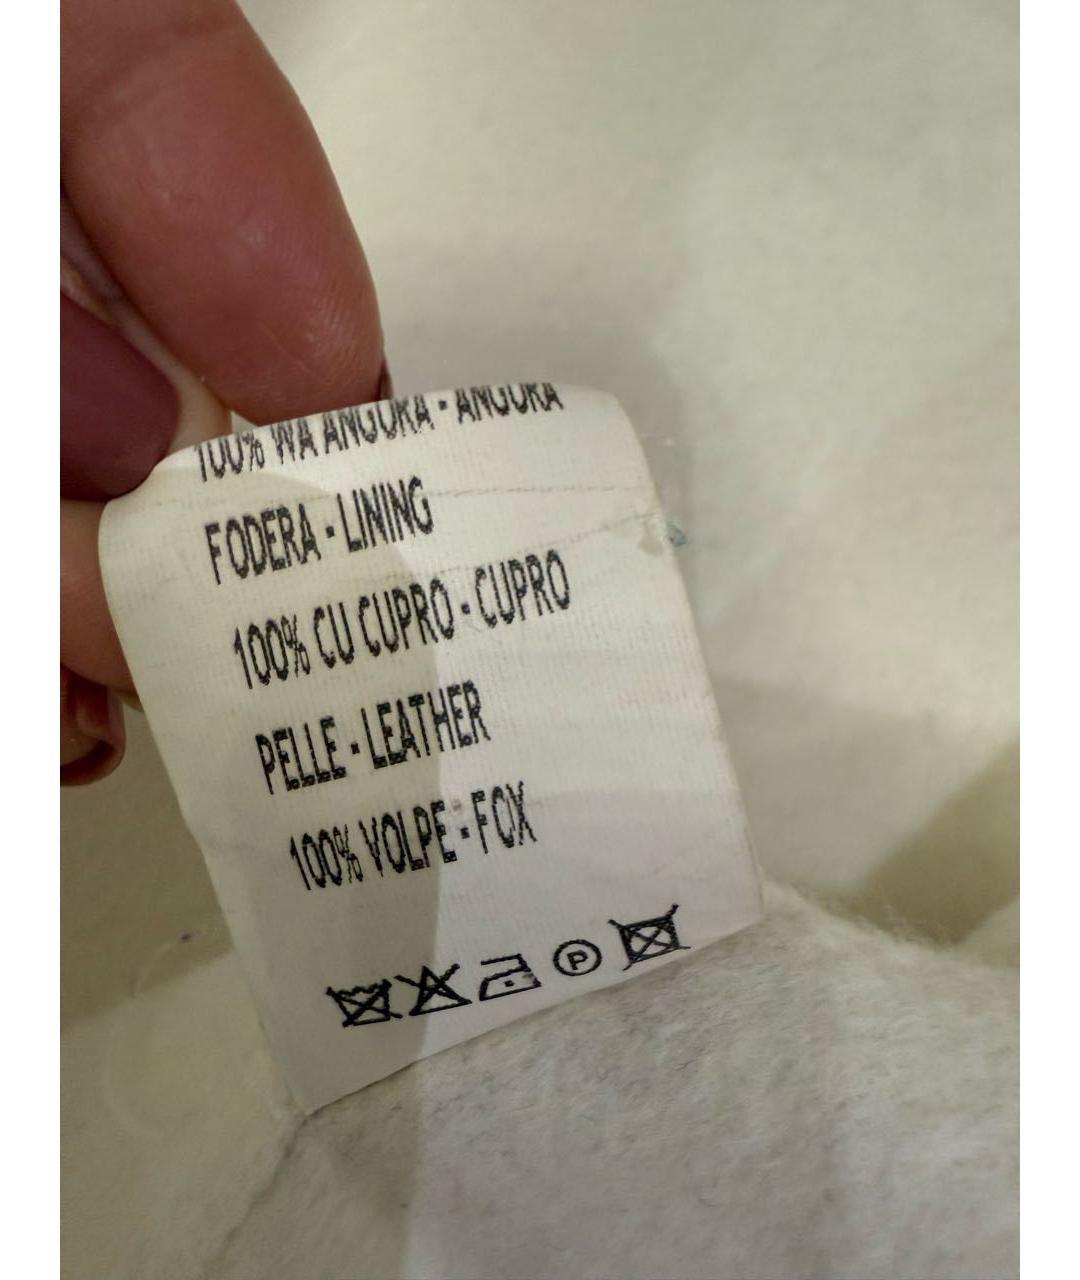 100% WA ANGORA - ANGORA
FODERA - LINING
100% CU CUPRO - CUPRO
PELLE - LEATHER
100% VOLPE - FOX
P